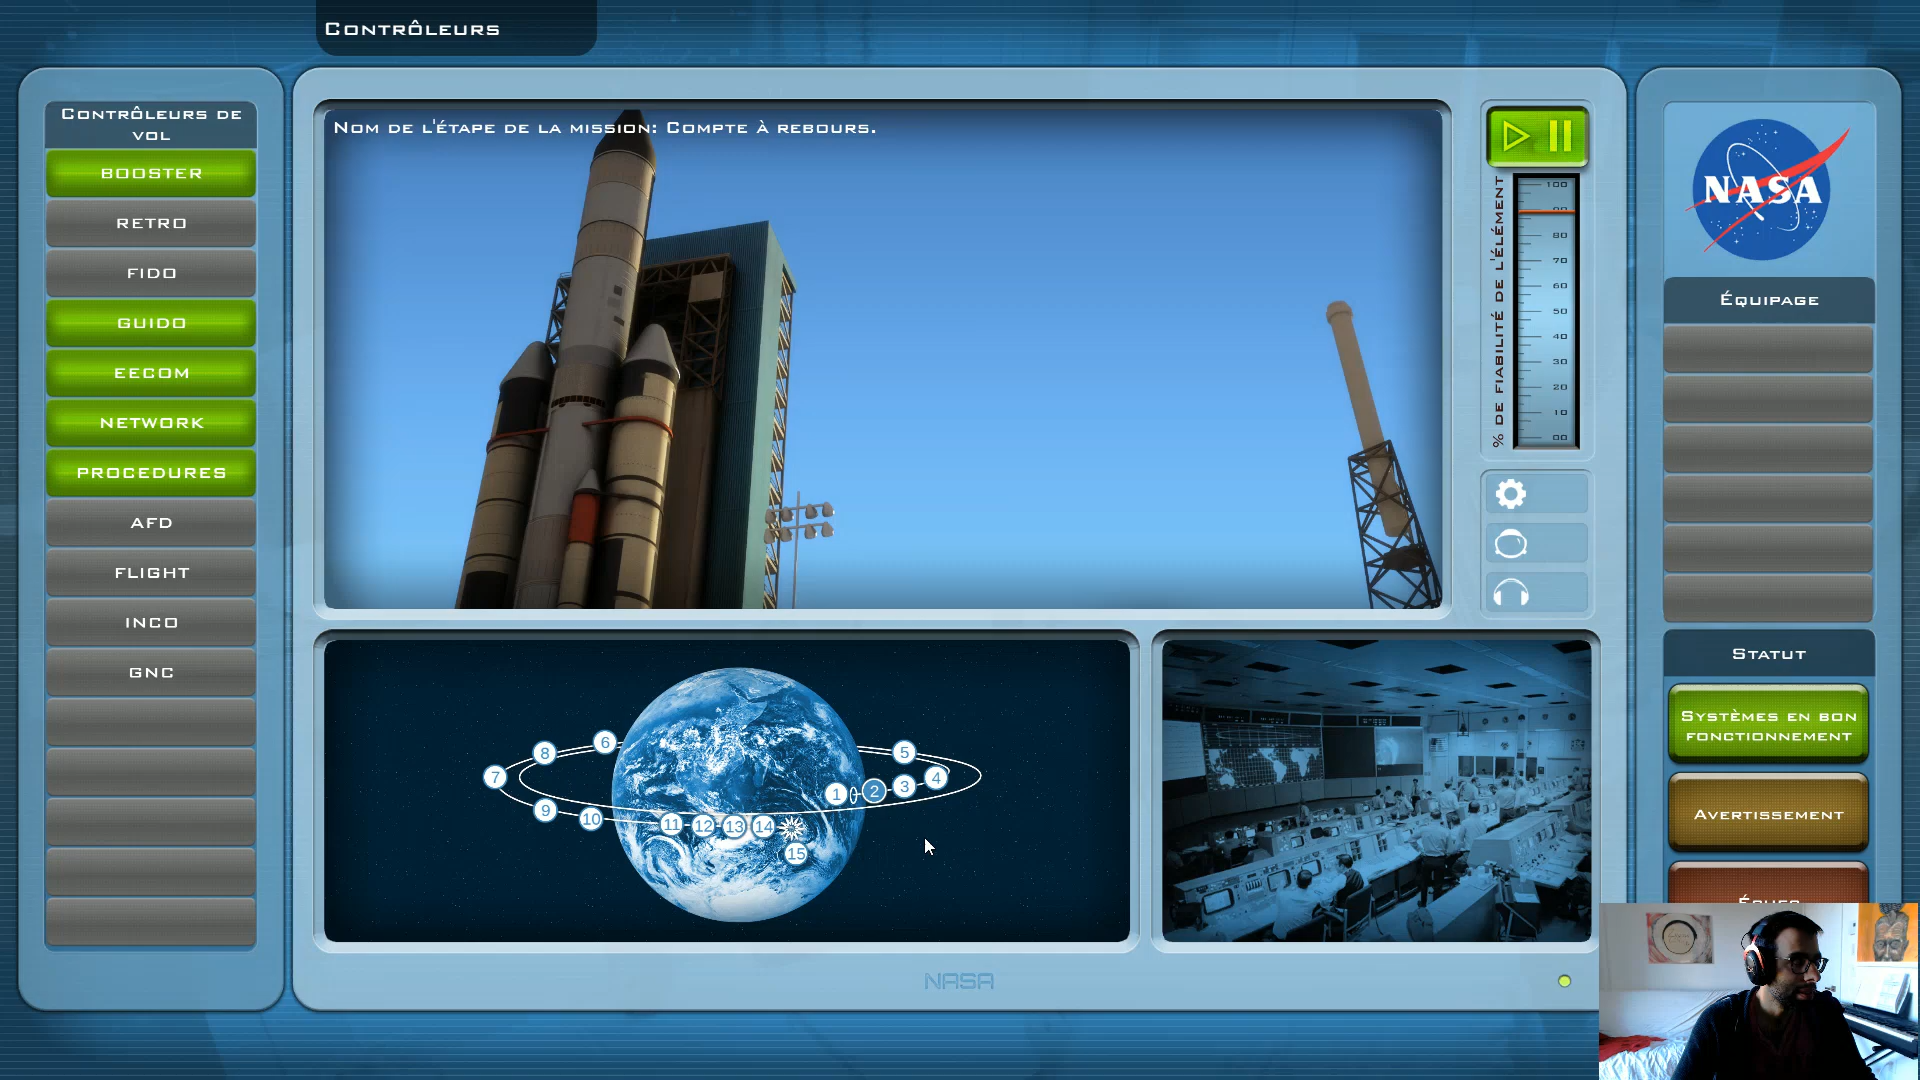 Contrôleurs
Contrôleurs de
vol
BOOSTER
RETRO
FIDO
GUIDO
EECOM
NETWORK
PROCEDURES
AFD
FLIGHT
INCO
GNC
Nom de l'étape de la mission: Compte à rebours.
% de fiabilité de l'élément
100
90
80
70
60
50
40
30
20
10
00
NASA
Équipage
Statut
Systèmes en bon
fonctionnement
Avertissement
Échec
6
8
7
9
10
11
12
13
14
15
1
2
3
4
5
NASA